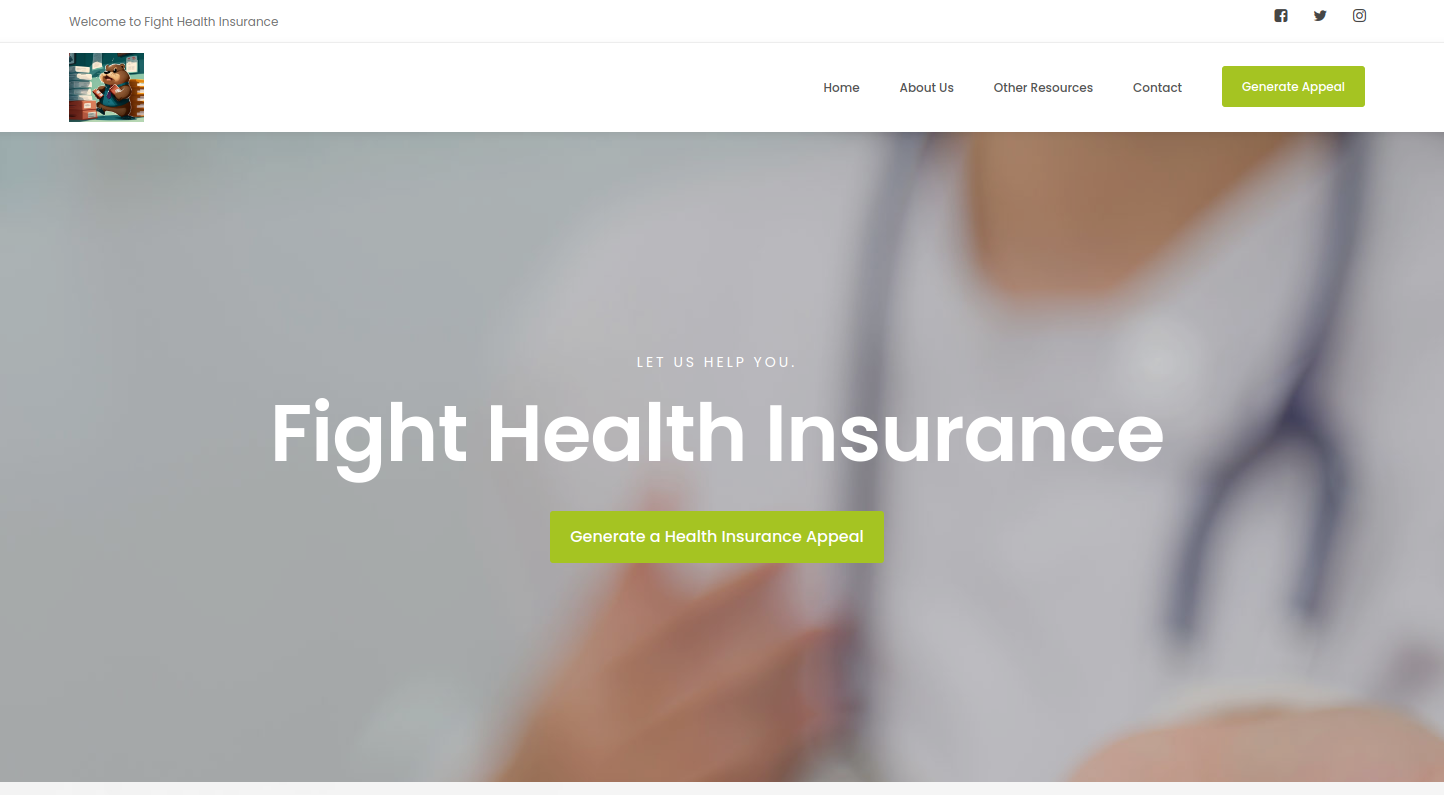 Welcome to Fight Health Insurance
Home About Us Other Resources Contact Generate Appeal
LET US HELP YOU.
Fight Health Insurance
Generate a Health Insurance Appeal